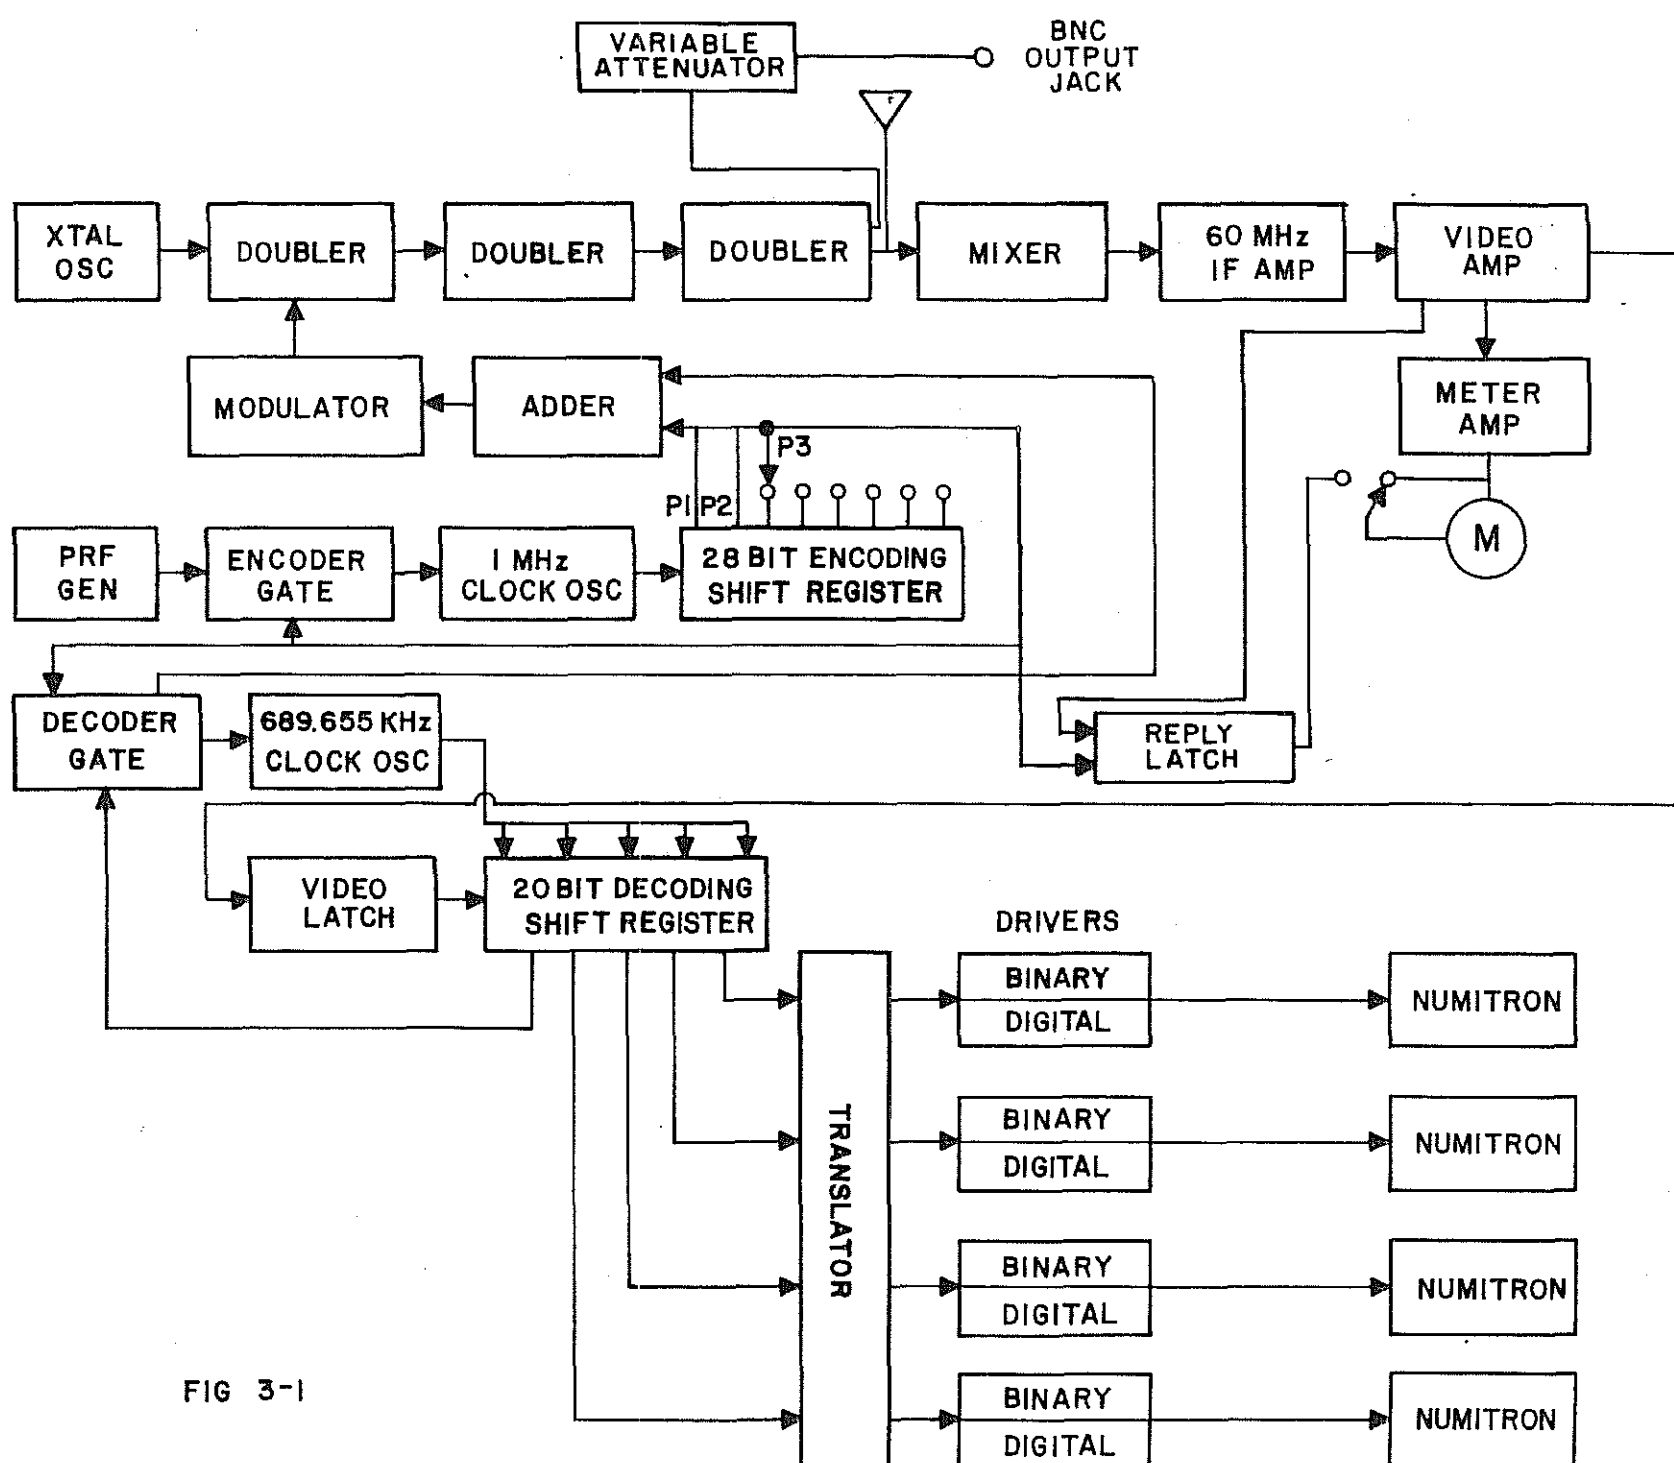 VARIABLE
ATTENUATOR
BNC
OUTPUT
JACK
XTAL
OSC
DOUBLER
DOUBLER
DOUBLER
MIXER
60 MHz
IF AMP
VIDEO
AMP
MODULATOR
ADDER
METER
AMP
P3
P1 P2
M
PRF
GEN
ENCODER
GATE
1 MHz
CLOCK OSC
28 BIT ENCODING
SHIFT REGISTER
DECODER
GATE
689.655 KHz
CLOCK OSC
REPLY
LATCH
VIDEO
LATCH
20 BIT DECODING
SHIFT REGISTER
DRIVERS
TRANSLATOR
BINARY
DIGITAL
NUMITRON
BINARY
DIGITAL
NUMITRON
BINARY
DIGITAL
NUMITRON
BINARY
DIGITAL
NUMITRON
FIG 3-1